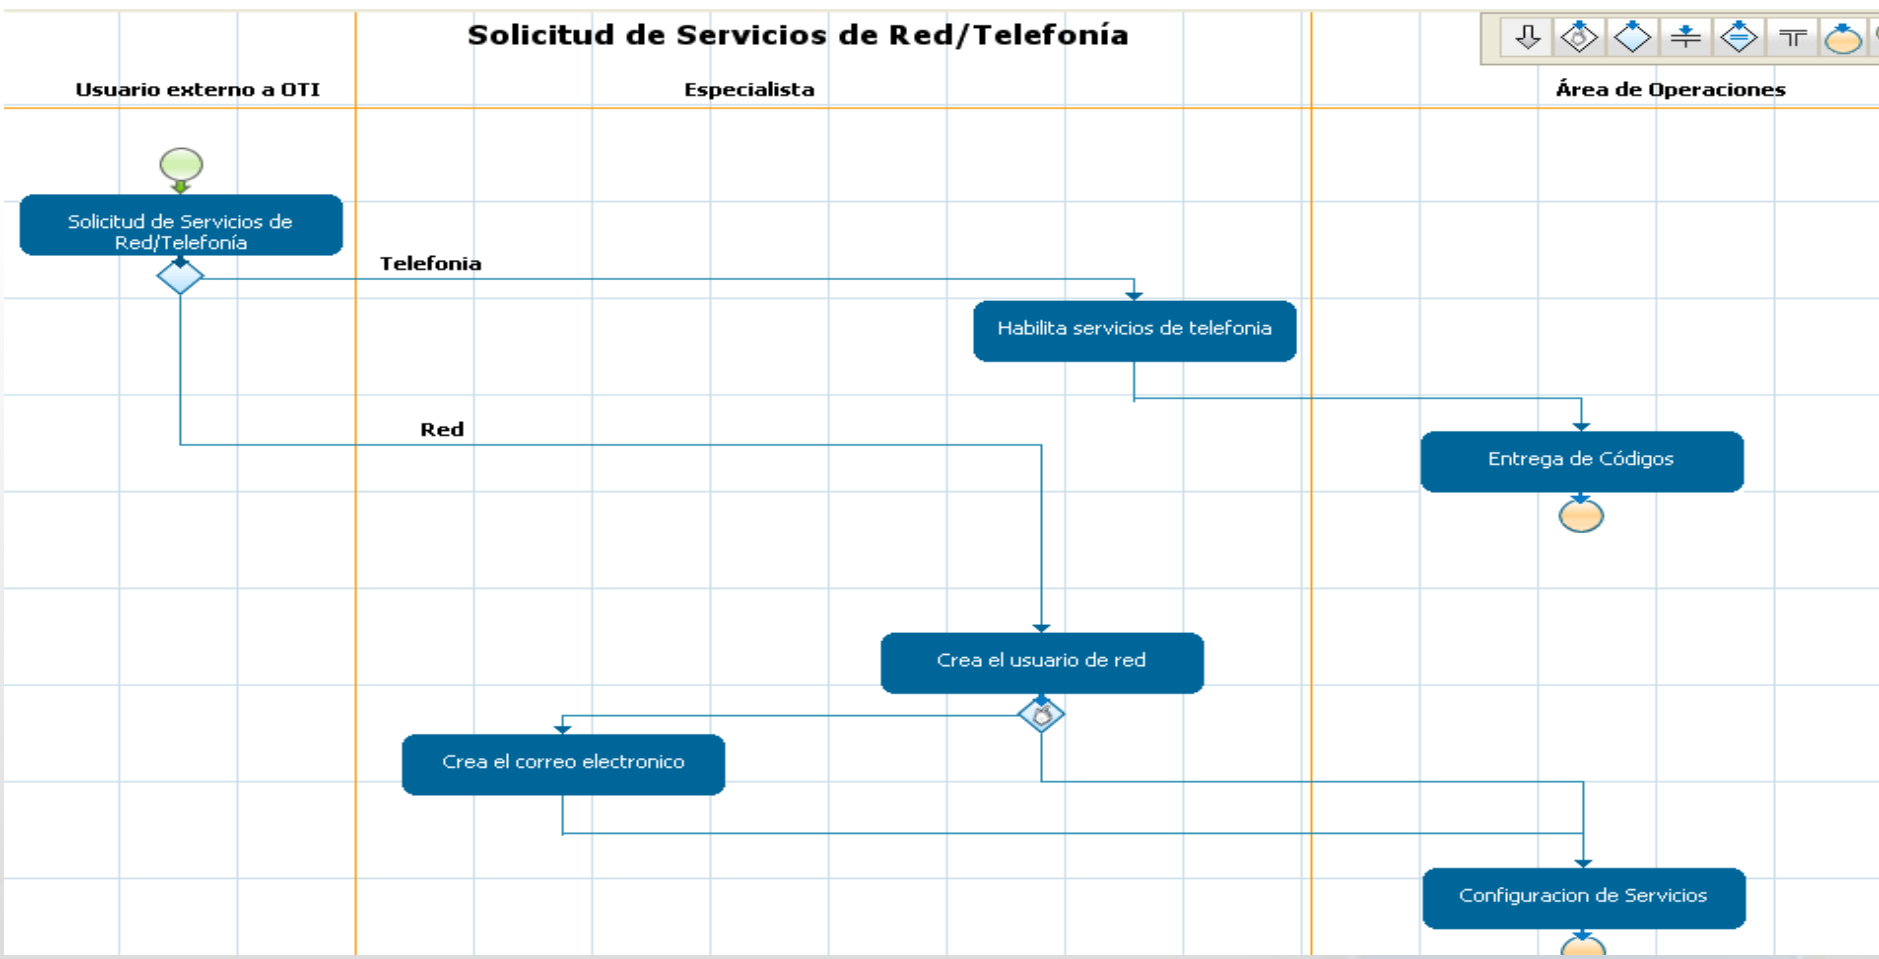 Solicitud de Servicios de Red/Telefonía
Usuario externo a OTI
Especialista
Área de Operaciones
Solicitud de Servicios de
Red/Telefonía
Telefonia
Habilita servicios de telefonia
Red
Entrega de Códigos
Crea el usuario de red
Crea el correo electronico
Configuracion de Servicios